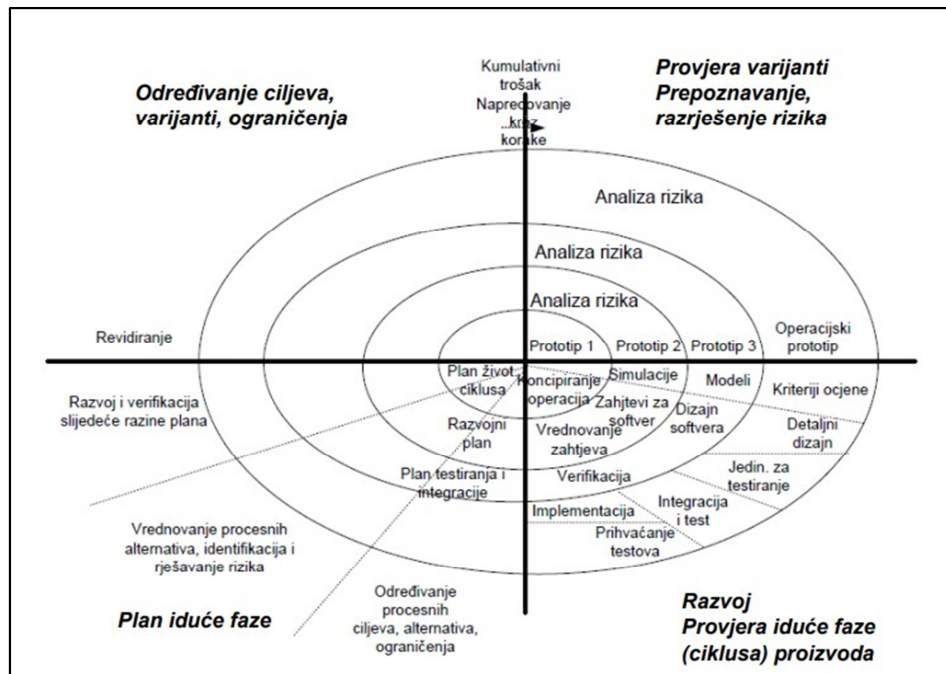 Određivanje ciljeva,
varijanti, ograničenja
Kumulativni
trošak
Napredovanje
kroz
korake
Provjera varijanti
Prepoznavanje,
razrješenje rizika
Analiza rizika
Analiza rizika
Analiza rizika
Revidiranje
Prototip 1
Prototip 2
Prototip 3
Operacijski
prototip
Plan život
ciklusa
Koncipiranje
operacija
Simulacije
Modeli
Kriteriji ocjene
Razvoj i verifikacija
slijedeće razine plana
Razvojni
plan
Zahjtevi za
softver
Dizajn
softvera
Detaljni
dizajn
Vrednovanje
zahtjeva
Plan testiranja i
integracije
Verifikacija
Jedin. za
testiranje
Implementacija
Integracija
i test
Prihvaćanje
testova
Vrednovanje procesnih
alternativa, identifikacija i
rješavanje rizika
Plan iduće faze
Određivanje
procesnih
ciljeva, alternativa,
ograničenja
Razvoj
Provjera iduće faze
(ciklusa) proizvoda